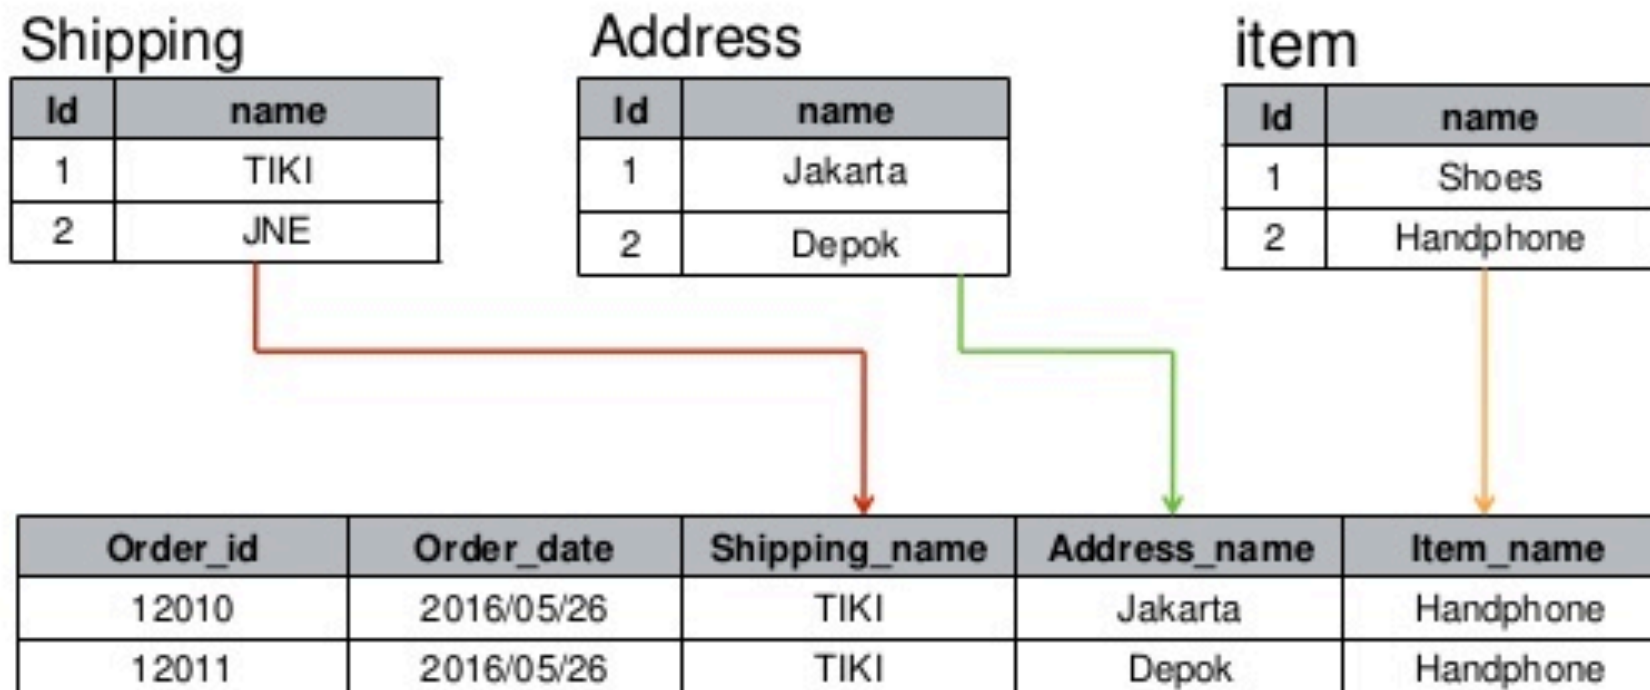 Shipping Address item
Id name Id name Id name
1 TIKI 1 Jakarta 1 Shoes
2 JNE 2 Depok 2 Handphone
Order_id Order_date Shipping_name Address_name Item_name
12010 2016/05/26 TIKI Jakarta Handphone
12011 2016/05/26 TIKI Depok Handphone